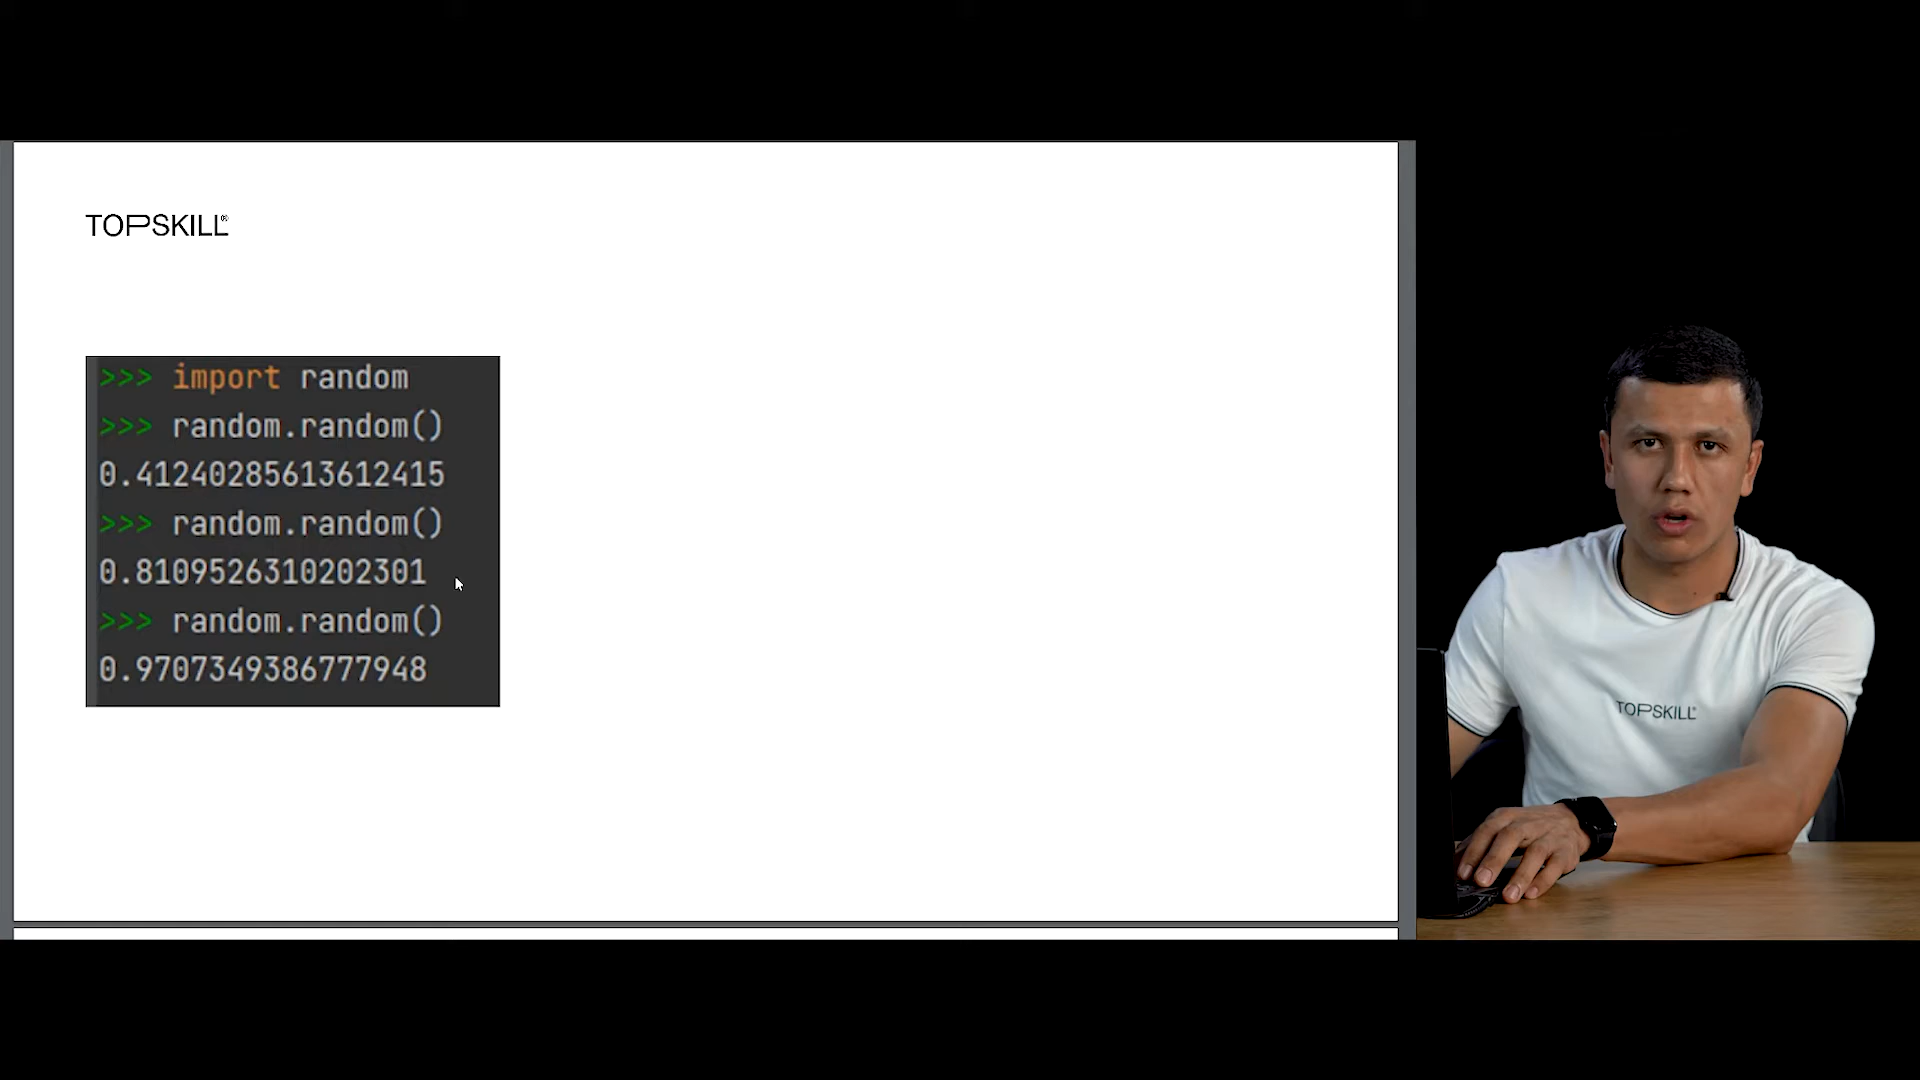 TOPSKILL®
>>> import random
>>> random.random()
0.41240285613612415
>>> random.random()
0.8109526310202301
>>> random.random()
0.9707349386777948
TOPSKILL®